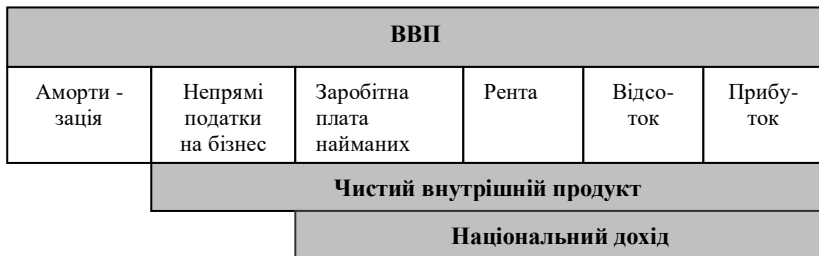 ВВП
Аморти -
зація
Непрямі
податки
на бізнес
Заробітна
плата
найманих
Рента
Відсо-
ток
Прибу-
ток
Чистий внутрішній продукт
Національний дохід